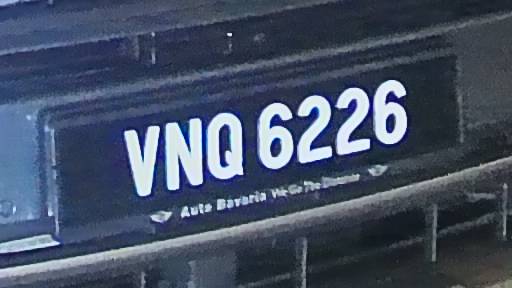 VNQ 6226
Auto Bavaria We Go The Distance